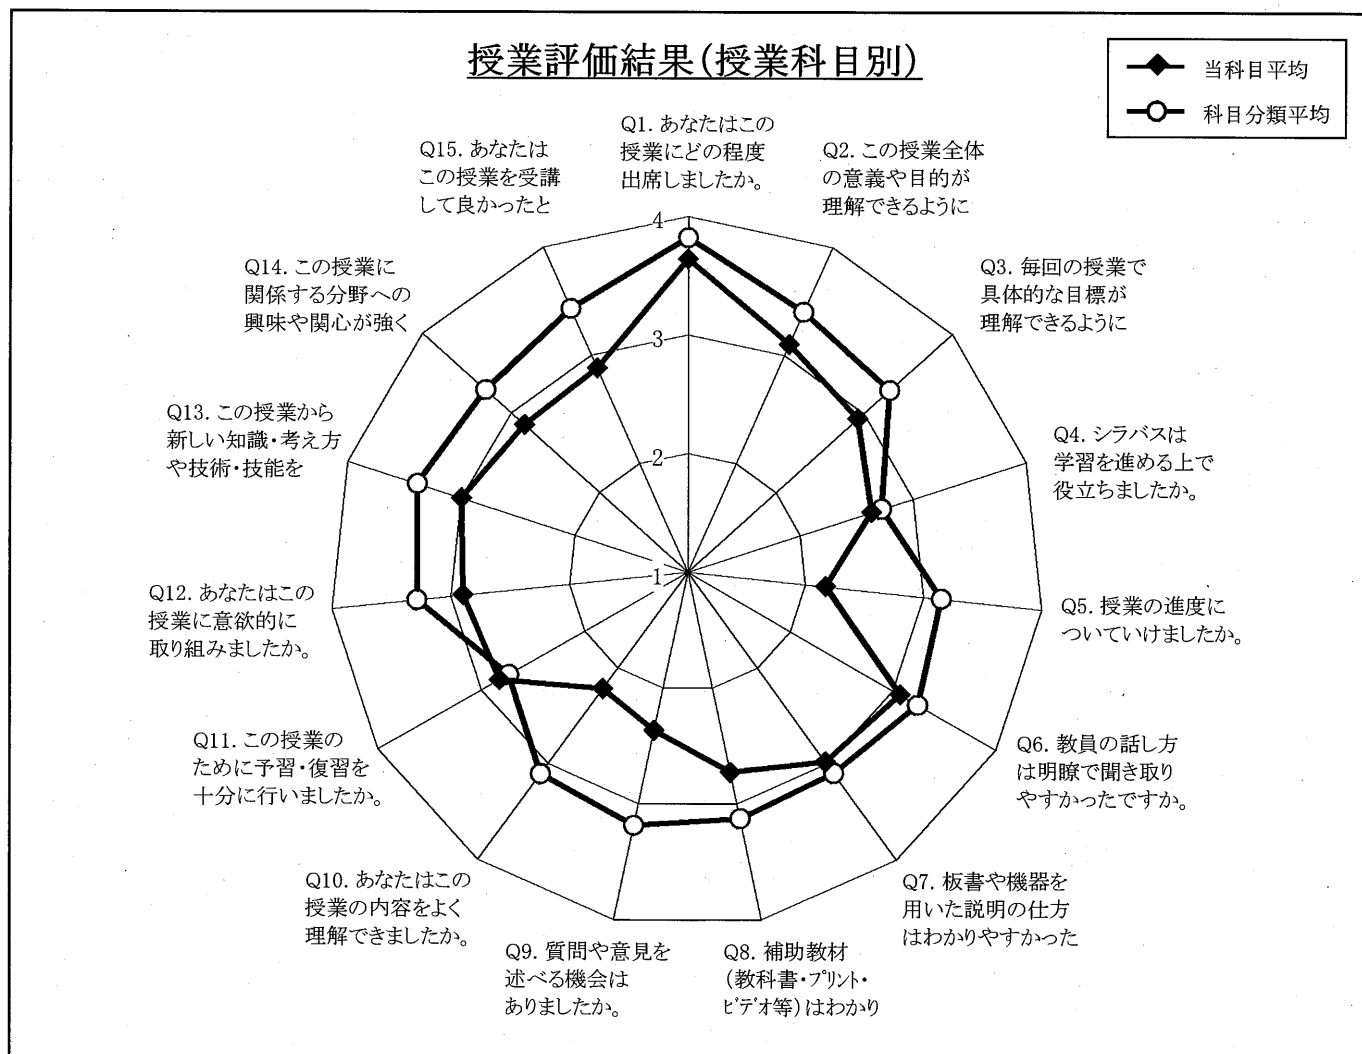 授業評価結果(授業科目別)
当科目平均
科目分類平均
Q1. あなたはこの
授業にどの程度
出席しましたか。
Q2. この授業全体
の意義や目的が
理解できるように
Q3. 毎回の授業で
具体的な目標が
理解できるように
Q4. シラバスは
学習を進める上で
役立ちましたか。
Q5. 授業の進度に
ついていけましたか。
Q6. 教員の話し方
は明瞭で聞き取り
やすかったですか。
Q7. 板書や機器を
用いた説明の仕方
はわかりやすかった
Q8. 補助教材
(教科書・プリント・
ビデオ等)はわかり
Q9. 質問や意見を
述べる機会は
ありましたか。
Q10. あなたはこの
授業の内容をよく
理解できましたか。
Q11. この授業の
ために予習・復習を
十分に行いましたか。
Q12. あなたはこの
授業に意欲的に
取り組みましたか。
Q13. この授業から
新しい知識・考え方
や技術・技能を
Q14. この授業に
関係する分野への
興味や関心が強く
Q15. あなたは
この授業を受講
して良かったと
4
3
2
1